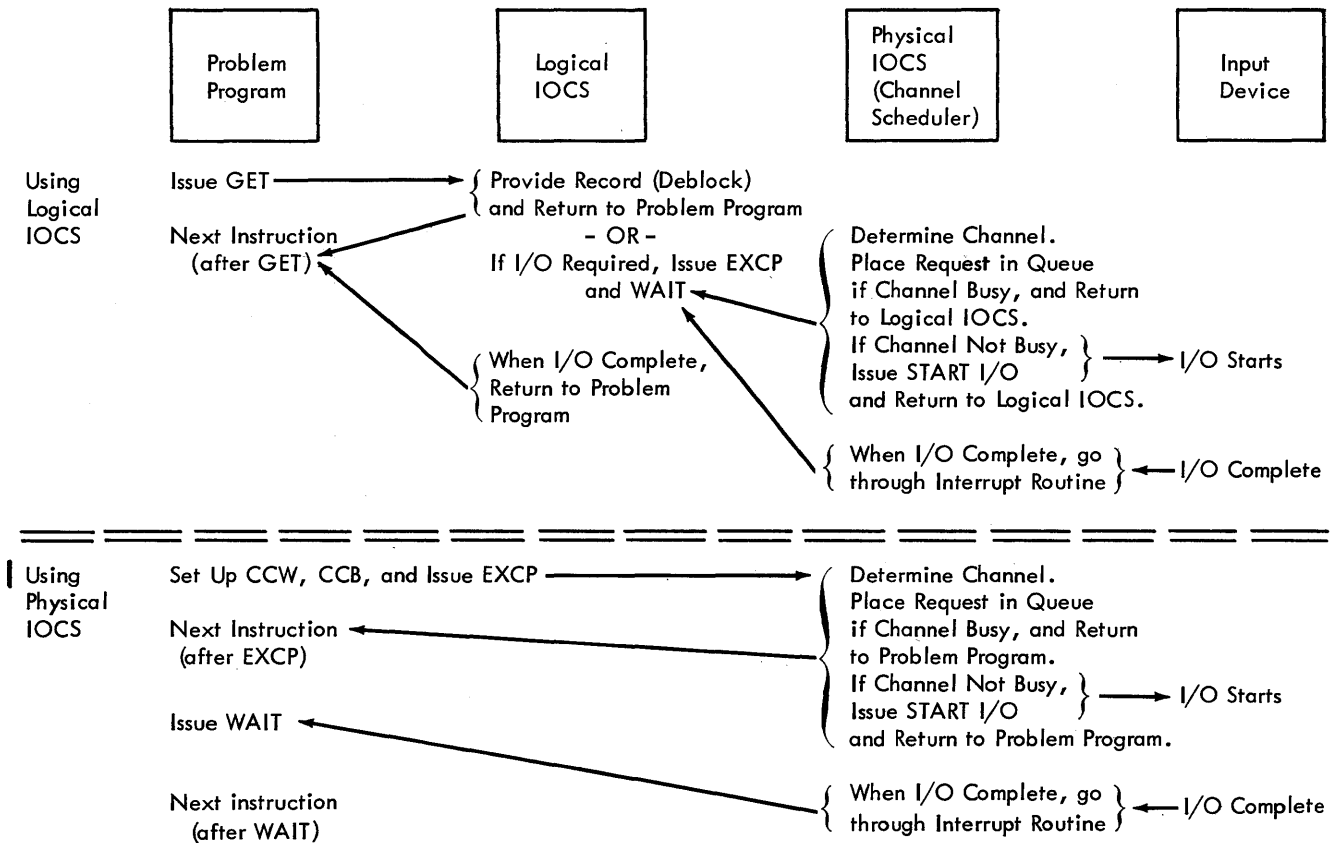 Problem
Program
Logical
IOCS
Physical
IOCS
(Channel
Scheduler)
Input
Device
Using
Logical
IOCS
Issue GET
Next Instruction
(after GET)
Provide Record (Deblock)
and Return to Problem Program
- OR -
If I/O Required, Issue EXCP
and WAIT
When I/O Complete,
Return to Problem
Program
Determine Channel.
Place Request in Queue
if Channel Busy, and Return
to Logical IOCS.
If Channel Not Busy,
Issue START I/O
and Return to Logical IOCS.
I/O Starts
When I/O Complete, go
through Interrupt Routine
I/O Complete
Using
Physical
IOCS
Set Up CCW, CCB, and Issue EXCP
Next Instruction
(after EXCP)
Issue WAIT
Next instruction
(after WAIT)
Determine Channel.
Place Request in Queue
if Channel Busy, and Return
to Problem Program.
If Channel Not Busy,
Issue START I/O
and Return to Problem Program.
I/O Starts
When I/O Complete, go
through Interrupt Routine
I/O Complete